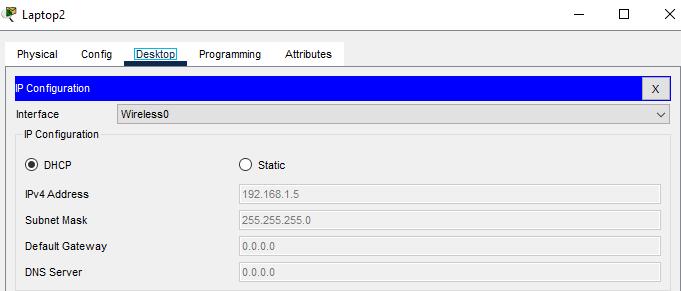 Laptop2
Physical Config Desktop Programming Attributes
IP Configuration X
Interface Wireless0
IP Configuration
DHCP Static
IPv4 Address 192.168.1.5
Subnet Mask 255.255.255.0
Default Gateway 0.0.0.0
DNS Server 0.0.0.0